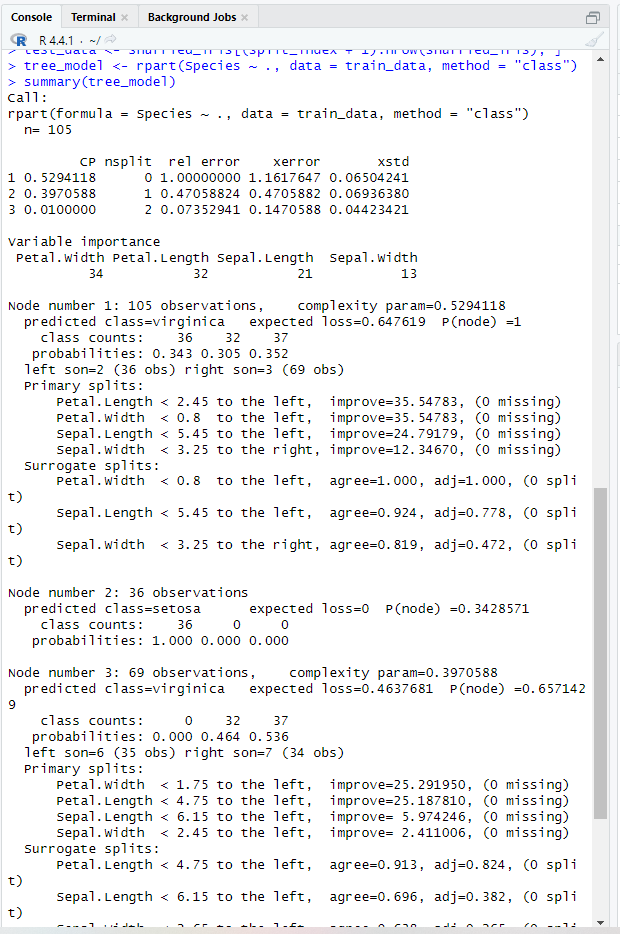 Console Terminal × Background Jobs ×
R 4.4.1 · ~/
> test_data <- shuffled_iris[(split_index + 1):nrow(shuffled_iris), ]
> tree_model <- rpart(Species ~ ., data = train_data, method = "class")
> summary(tree_model)
Call:
rpart(formula = Species ~ ., data = train_data, method = "class")
  n= 105

         CP nsplit  rel error    xerror       xstd
1 0.5294118      0 1.00000000 1.1617647 0.06504241
2 0.3970588      1 0.47058824 0.4705882 0.06936380
3 0.0100000      2 0.07352941 0.1470588 0.04423421

Variable importance
 Petal.Width Petal.Length Sepal.Length  Sepal.Width
          34           32           21           13

Node number 1: 105 observations,    complexity param=0.5294118
  predicted class=virginica   expected loss=0.647619  P(node) =1
    class counts:    36    32    37
   probabilities: 0.343 0.305 0.352
  left son=2 (36 obs) right son=3 (69 obs)
  Primary splits:
      Petal.Length < 2.45 to the left,  improve=35.54783, (0 missing)
      Petal.Width  < 0.8  to the left,  improve=35.54783, (0 missing)
      Sepal.Length < 5.45 to the left,  improve=24.79179, (0 missing)
      Sepal.Width  < 3.25 to the right, improve=12.34670, (0 missing)
  Surrogate splits:
      Petal.Width  < 0.8  to the left,  agree=1.000, adj=1.000, (0 spli
t)
      Sepal.Length < 5.45 to the left,  agree=0.924, adj=0.778, (0 spli
t)
      Sepal.Width  < 3.25 to the right, agree=0.819, adj=0.472, (0 spli
t)

Node number 2: 36 observations
  predicted class=setosa      expected loss=0  P(node) =0.3428571
    class counts:    36     0     0
   probabilities: 1.000 0.000 0.000

Node number 3: 69 observations,    complexity param=0.3970588
  predicted class=virginica   expected loss=0.4637681  P(node) =0.657142
9
    class counts:     0    32    37
   probabilities: 0.000 0.464 0.536
  left son=6 (35 obs) right son=7 (34 obs)
  Primary splits:
      Petal.Width  < 1.75 to the left,  improve=25.291950, (0 missing)
      Petal.Length < 4.75 to the left,  improve=25.187810, (0 missing)
      Sepal.Length < 6.15 to the left,  improve= 5.974246, (0 missing)
      Sepal.Width  < 2.45 to the left,  improve= 2.411006, (0 missing)
  Surrogate splits:
      Petal.Length < 4.75 to the left,  agree=0.913, adj=0.824, (0 spli
t)
      Sepal.Length < 6.15 to the left,  agree=0.696, adj=0.382, (0 spli
t)